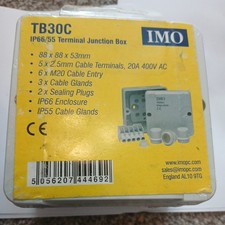 TB30C
IMO
IP66/55 Terminal Junction Box
• 88 x 88 x 53mm
• 5 x 2.5mm Cable Terminals, 20A 400V AC
• 6 x M20 Cable Entry
• 3 x Cable Glands
• 2 x Sealing Plugs
• IP66 Enclosure
• IP55 Cable Glands
5 056207 444692
www.imopc.com
sales@imopc.com
England AL10 9TG